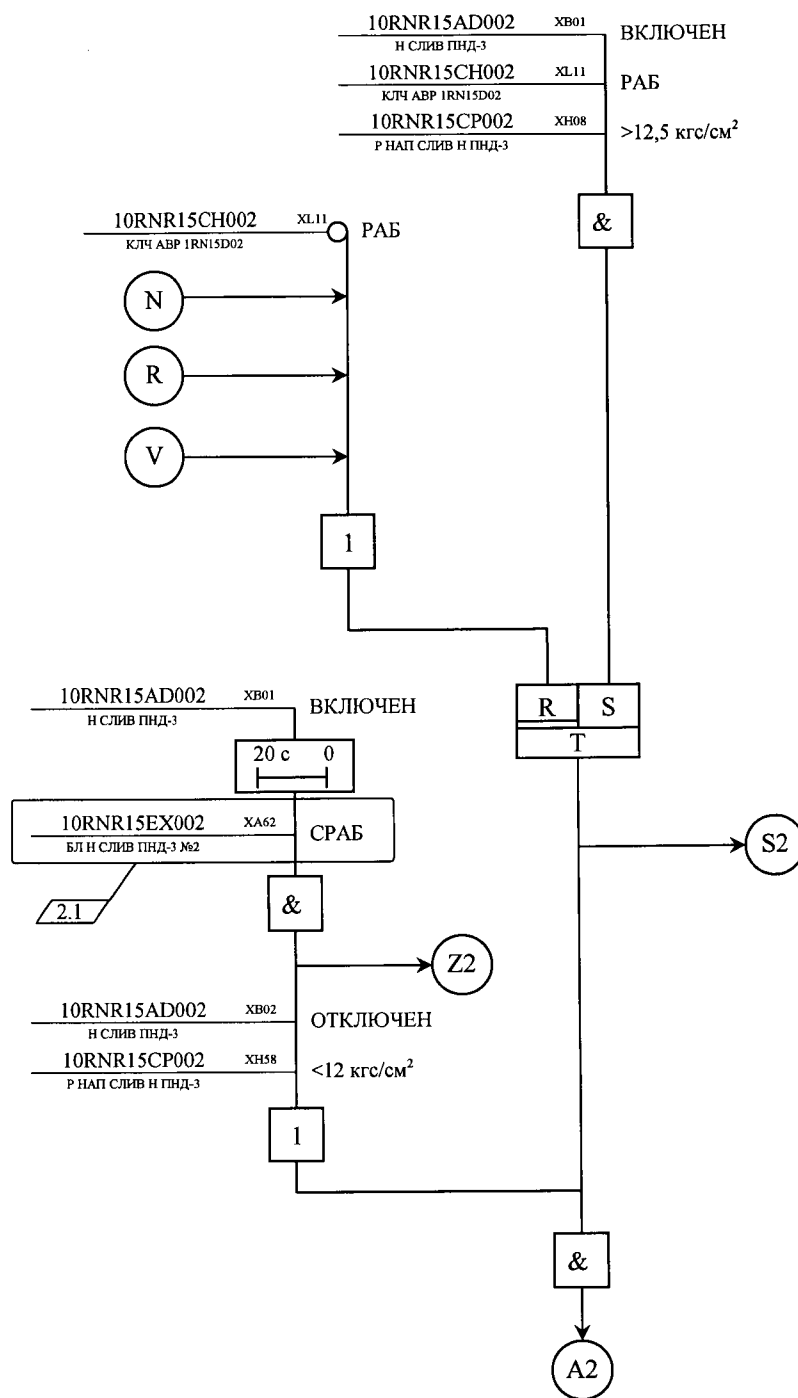 10RNR15AD002 XB01 ВКЛЮЧЕН
Н СЛИВ ПНД-3
10RNR15CH002 XL11 РАБ
КЛЧ АВР 1RN15D02
10RNR15CP002 XH08 >12,5 кгс/см²
Р НАП СЛИВ Н ПНД-3
&
10RNR15CH002 XL11 РАБ
КЛЧ АВР 1RN15D02
N
R
V
1
R S
T
10RNR15AD002 XB01 ВКЛЮЧЕН
Н СЛИВ ПНД-3
20 с 0
10RNR15EX002 XA62 СРАБ
БЛ Н СЛИВ ПНД-3 №2
S2
2.1
&
Z2
10RNR15AD002 XB02 ОТКЛЮЧЕН
Н СЛИВ ПНД-3
10RNR15CP002 XH58 <12 кгс/см²
Р НАП СЛИВ Н ПНД-3
1
&
A2